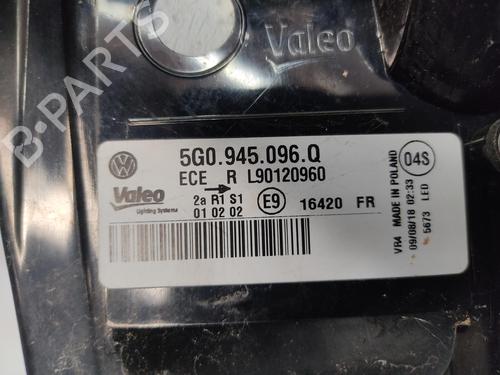 Valeo
5G0.945.096.Q
ECE R L90120960
Valeo
Lighting Systems
2a R1 S1
01 02 02
E9
16420 FR
04S
VR4 MADE IN POLAND
09/08/18 02:33
5673 LED
B-Parts